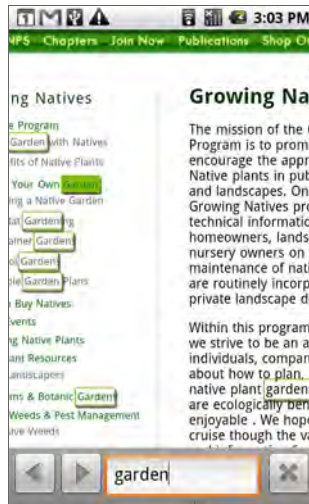 3:03 PM
NPS Chapters Join Now Publications Shop
ng Natives
Program
Garden with Natives
fits of Native Plants
Your Own Garden
ng a Native Garden
Gardening
ainer Garden
Garden
Garden Plans
Buy Natives
vents
g Native Plants
ant Resources
andscapers
ms & Botanic Garden
Weeds & Pest Management
ive Weeds
Growing Na
The mission of the
Program is to prom
encourage the appr
Native plants in pub
and landscapes. On
Growing Natives pro
technical informatio
homeowners, lands
nursery owners on
maintenance of nati
are routinely incorp
private landscape d
Within this program
we strive to be an a
individuals, compan
about how to plan,
native plant garden
are ecologically ben
enjoyable . We hope
cruise though the va
garden